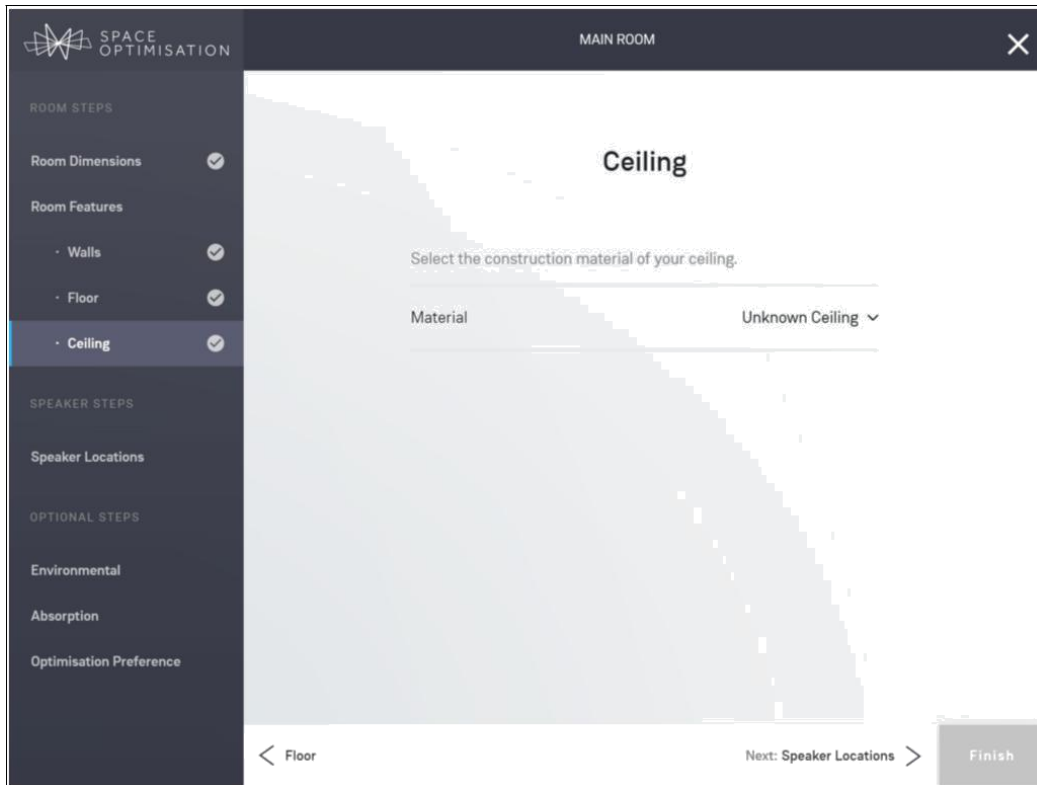 SPACE
OPTIMISATION
MAIN ROOM
ROOM STEPS
Room Dimensions
Room Features
· Walls
· Floor
· Ceiling
SPEAKER STEPS
Speaker Locations
OPTIONAL STEPS
Environmental
Absorption
Optimisation Preference
Ceiling
Select the construction material of your ceiling.
Material Unknown Ceiling
Floor
Next: Speaker Locations
Finish